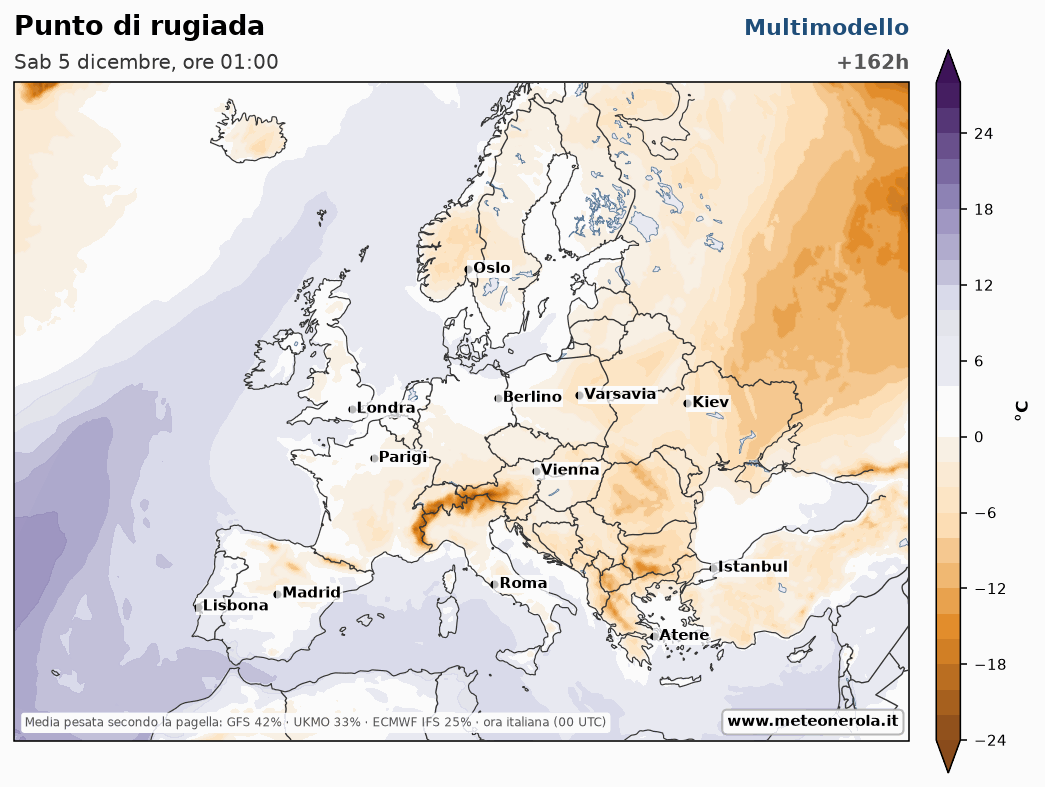 Punto di rugiada
Multimodello
Sab 5 dicembre, ore 01:00
+162h
Oslo
Berlino
Varsavia
Kiev
Londra
Parigi
Vienna
Istanbul
Roma
Madrid
Lisbona
Atene
Media pesata secondo la pagella: GFS 42% · UKMO 33% · ECMWF IFS 25% · ora italiana (00 UTC)
www.meteonerola.it
24
18
12
6
0
−6
−12
−18
−24
°C